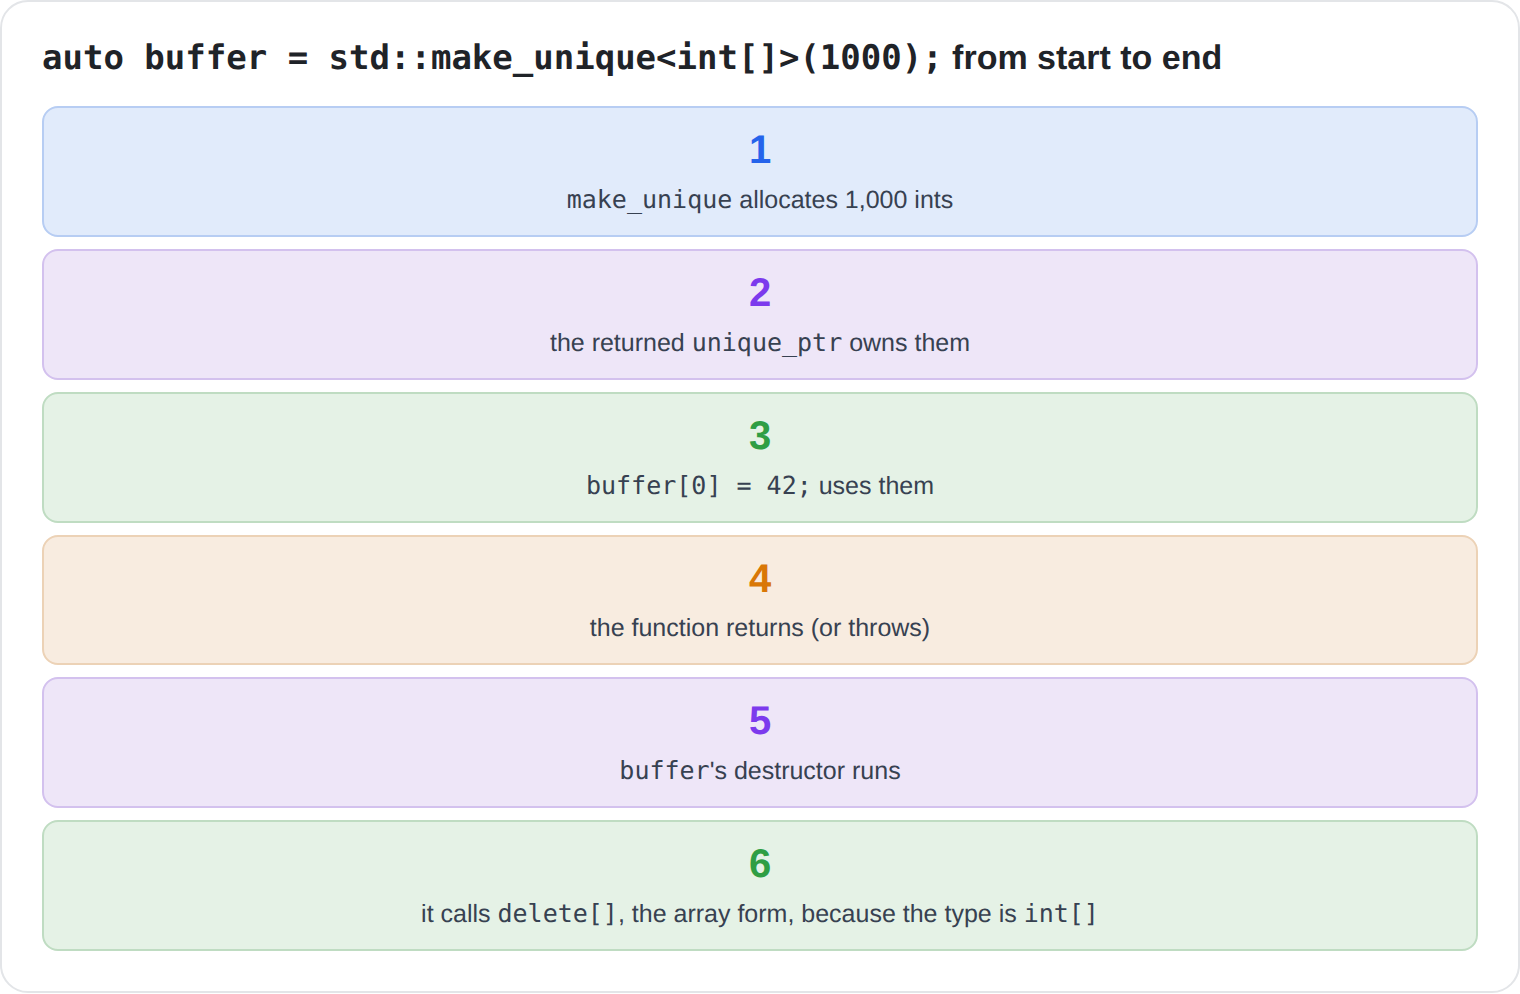 auto buffer = std::make_unique<int[]>(1000); from start to end
1
make_unique allocates 1,000 ints
2
the returned unique_ptr owns them
3
buffer[0] = 42; uses them
4
the function returns (or throws)
5
buffer's destructor runs
6
it calls delete[], the array form, because the type is int[]